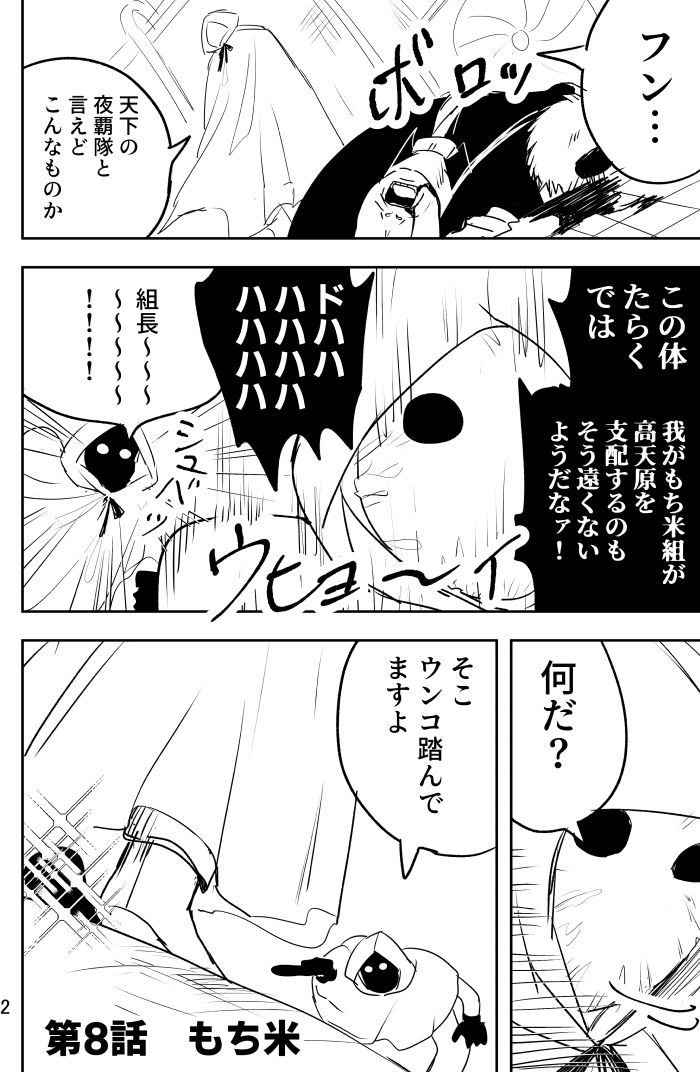 フン…
ボロッ
天下の
夜覇隊と
言えど
こんなものか
この体
たらく
では
我がもち米組が
高天原を
支配するのも
そう遠くない
ようだなァ！
ドハハ
ハハハハ
ハハハハ
ウヒョ〜イ
組長〜〜〜
〜〜〜〜〜
！！！！
シュバッ
何だ？
そこ
ウンコ踏んで
ますよ
第8話　もち米
2